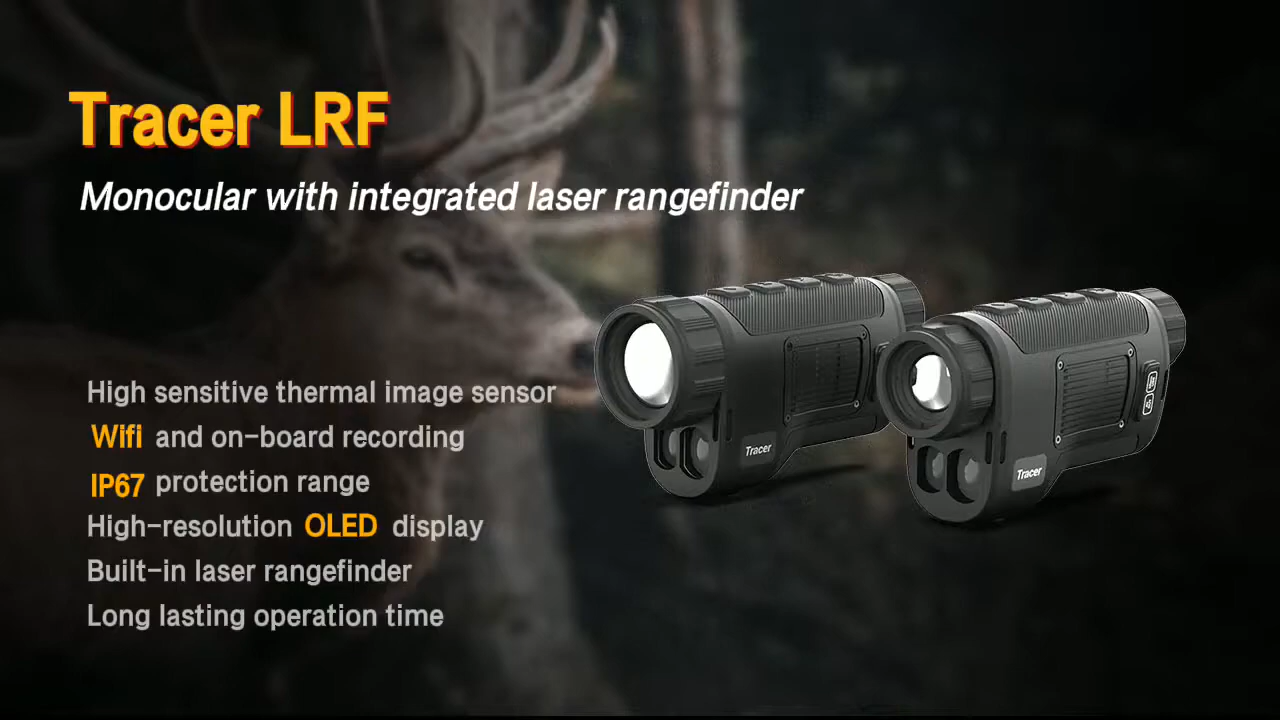 Tracer LRF
Monocular with integrated laser rangefinder
High sensitive thermal image sensor
Wifi and on-board recording
IP67 protection range
High-resolution OLED display
Built-in laser rangefinder
Long lasting operation time
Tracer
Tracer